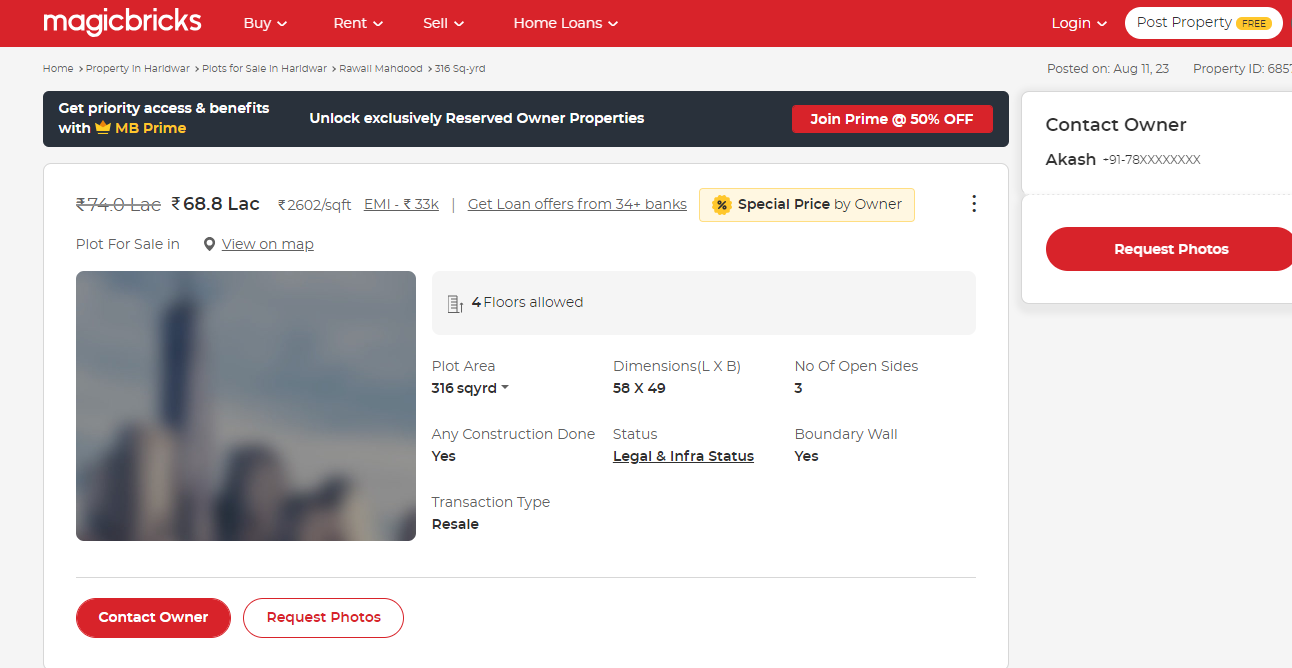 magicbricks Buy Rent Sell Home Loans Login Post Property FREE
Home > Property in Haridwar > Plots for Sale in Haridwar > Rawali Mahdood > 316 Sq-yrd Posted on: Aug 11, 23 Property ID: 6857
Get priority access & benefits
with MB Prime
Unlock exclusively Reserved Owner Properties
Join Prime @ 50% OFF
Contact Owner
Akash +91-78XXXXXXXX
Request Photos
₹74.0 Lac ₹68.8 Lac ₹2602/sqft EMI - ₹ 33k | Get Loan offers from 34+ banks % Special Price by Owner
Plot For Sale in View on map
4 Floors allowed
Plot Area Dimensions(L X B) No Of Open Sides
316 sqyrd 58 X 49 3
Any Construction Done Status Boundary Wall
Yes Legal & Infra Status Yes
Transaction Type
Resale
Contact Owner Request Photos